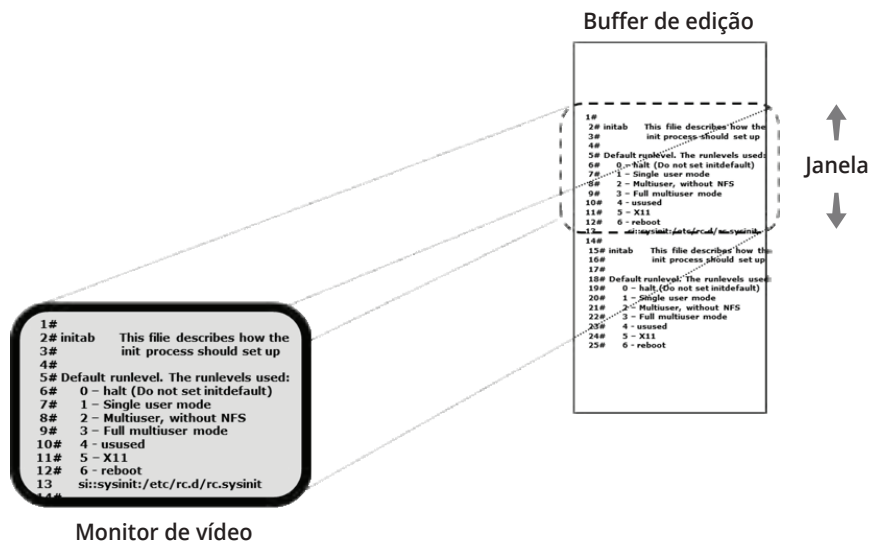 Buffer de edição
1#
2# initab This filie describes how the
3# init process should set up
4#
5# Default runlevel. The runlevels used:
6# 0 – halt (Do not set initdefault)
7# 1 – Single user mode
8# 2 – Multiuser, without NFS
9# 3 – Full multiuser mode
10# 4 - usused
11# 5 – X11
12# 6 - reboot
13 si::sysinit:/etc/rc.d/rc.sysinit
14#
15# initab This filie describes how the
16# init process should set up
17#
18# Default runlevel. The runlevels used:
19# 0 – halt (Do not set initdefault)
20# 1 – Single user mode
21# 2 – Multiuser, without NFS
22# 3 – Full multiuser mode
23# 4 - usused
24# 5 – X11
25# 6 - reboot
Janela
1#
2# initab This filie describes how the
3# init process should set up
4#
5# Default runlevel. The runlevels used:
6# 0 – halt (Do not set initdefault)
7# 1 – Single user mode
8# 2 – Multiuser, without NFS
9# 3 – Full multiuser mode
10# 4 - usused
11# 5 – X11
12# 6 - reboot
13 si::sysinit:/etc/rc.d/rc.sysinit
14#
Monitor de vídeo